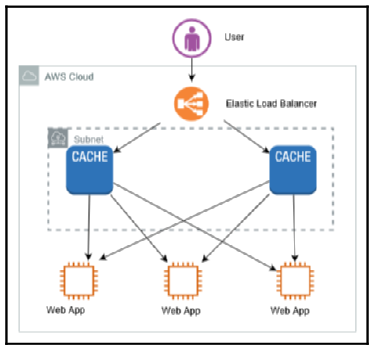 User
AWS Cloud
Elastic Load Balancer
Subnet
CACHE
CACHE
Web App
Web App
Web App